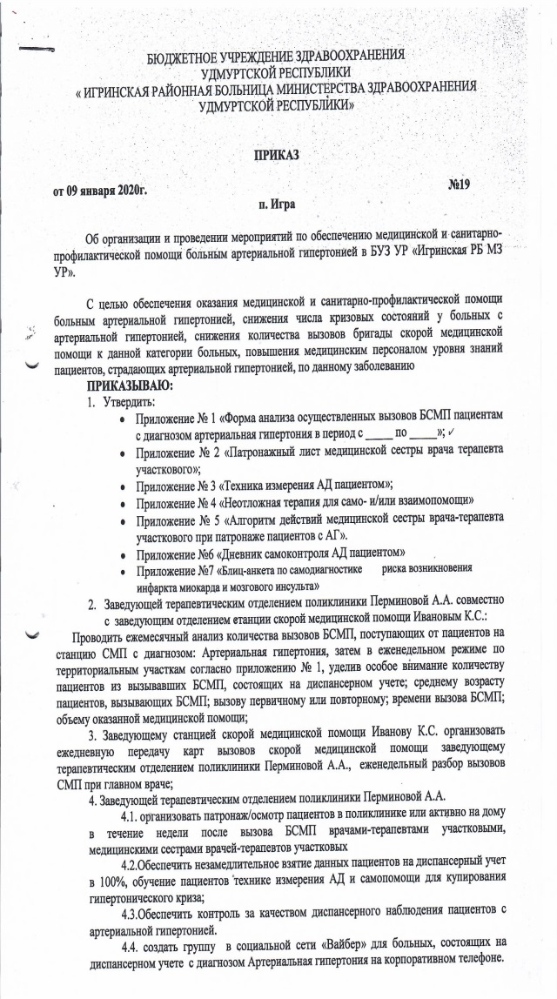 БЮДЖЕТНОЕ УЧРЕЖДЕНИЕ ЗДРАВООХРАНЕНИЯ
УДМУРТСКОЙ РЕСПУБЛИКИ
« ИГРИНСКАЯ РАЙОННАЯ БОЛЬНИЦА МИНИСТЕРСТВА ЗДРАВООХРАНЕНИЯ
УДМУРТСКОЙ РЕСПУБЛИКИ»
ПРИКАЗ
от 09 января 2020г. №19
п. Игра
Об организации и проведении мероприятий по обеспечению медицинской и санитарно-
профилактической помощи больным артериальной гипертонией в БУЗ УР «Игринская РБ МЗ
УР».
С целью обеспечения оказания медицинской и санитарно-профилактической помощи
больным артериальной гипертонией, снижения числа кризовых состояний у больных с
артериальной гипертонией, снижения количества вызовов бригады скорой медицинской
помощи к данной категории больных, повышения медицинским персоналом уровня знаний
пациентов, страдающих артериальной гипертонией, по данному заболеванию
ПРИКАЗЫВАЮ:
1. Утвердить:
• Приложение № 1 «Форма анализа осуществленных вызовов БСМП пациентам
с диагнозом артериальная гипертония в период с _____ по _____»; ✓
• Приложение № 2 «Патронажный лист медицинской сестры врача терапевта
участкового»;
• Приложение № 3 «Техника измерения АД пациентом»;
• Приложение № 4 «Неотложная терапия для само- и/или взаимопомощи»
• Приложение № 5 «Алгоритм действий медицинской сестры врача-терапевта
участкового при патронаже пациентов с АГ».
• Приложение №6 «Дневник самоконтроля АД пациентом»
• Приложение №7 «Блиц-анкета по самодиагностике риска возникновения
инфаркта миокарда и мозгового инсульта»
2. Заведующей терапевтическим отделением поликлиники Перминовой А.А. совместно
с заведующим отделением станции скорой медицинской помощи Ивановым К.С.:
Проводить ежемесячный анализ количества вызовов БСМП, поступающих от пациентов на
станцию СМП с диагнозом: Артериальная гипертония, затем в еженедельном режиме по
территориальным участкам согласно приложению № 1, уделив особое внимание количеству
пациентов из вызывавших БСМП, состоящих на диспансерном учете; среднему возрасту
пациентов, вызывающих БСМП; вызову первичному или повторному; времени вызова БСМП;
объему оказанной медицинской помощи;
3. Заведующему станцией скорой медицинской помощи Иванову К.С. организовать
ежедневную передачу карт вызовов скорой медицинской помощи заведующему
терапевтическим отделением поликлиники Перминовой А.А., еженедельный разбор вызовов
СМП при главном враче;
4. Заведующей терапевтическим отделением поликлиники Перминовой А.А.
4.1. организовать патронаж/осмотр пациентов в поликлинике или активно на дому
в течение недели после вызова БСМП врачами-терапевтами участковыми,
медицинскими сестрами врачей-терапевтов участковых
4.2.Обеспечить незамедлительное взятие данных пациентов на диспансерный учет
в 100%, обучение пациентов технике измерения АД и самопомощи для купирования
гипертонического криза;
4.3.Обеспечить контроль за качеством диспансерного наблюдения пациентов с
артериальной гипертонией.
4.4. создать группу в социальной сети «Вайбер» для больных, состоящих на
диспансерном учете с диагнозом Артериальная гипертония на корпоративном телефоне.